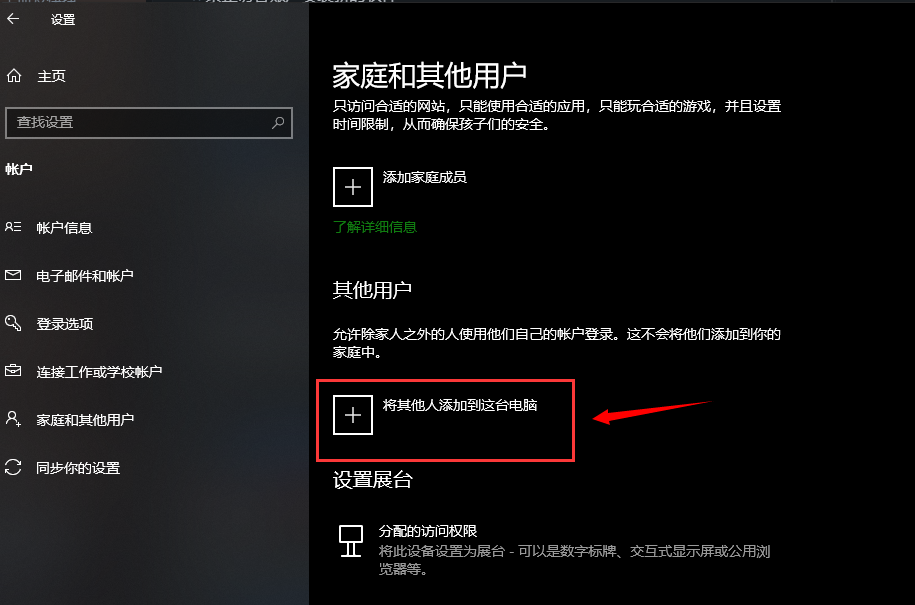 设置
主页
查找设置
帐户
帐户信息
电子邮件和帐户
登录选项
连接工作或学校帐户
家庭和其他用户
同步你的设置
家庭和其他用户
只访问合适的网站，只能使用合适的应用，只能玩合适的游戏，并且设置
时间限制，从而确保孩子们的安全。
添加家庭成员
了解详细信息
其他用户
允许除家人之外的人使用他们自己的帐户登录。这不会将他们添加到你的
家庭中。
将其他人添加到这台电脑
设置展台
分配的访问权限
将此设备设置为展台 - 可以是数字标牌、交互式显示屏或公用浏
览器等。